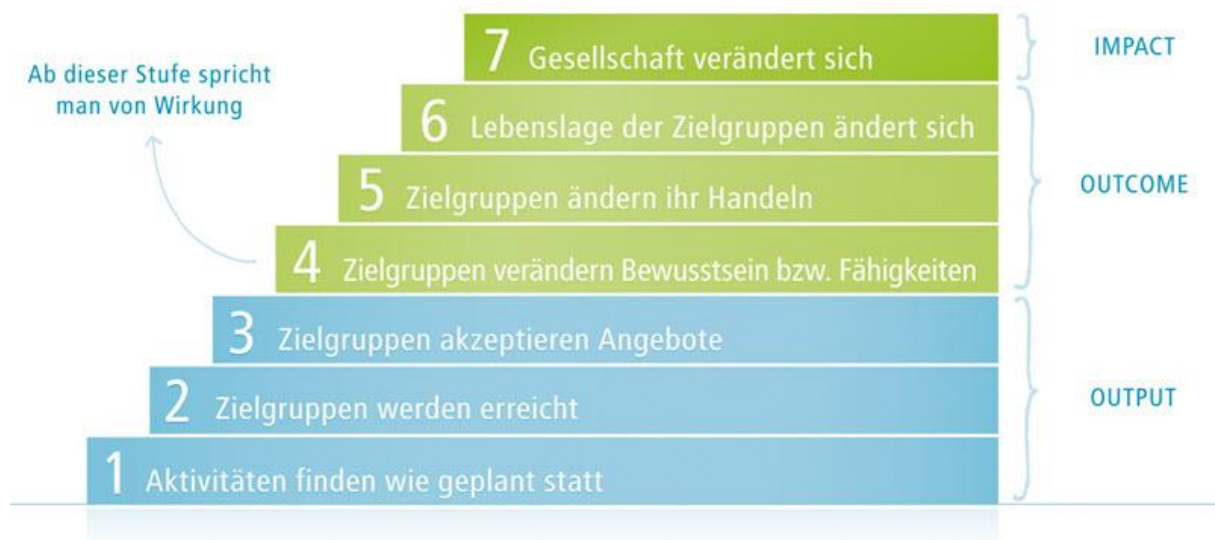 7 Gesellschaft verändert sich
IMPACT
Ab dieser Stufe spricht
man von Wirkung
6 Lebenslage der Zielgruppen ändert sich
5 Zielgruppen ändern ihr Handeln
OUTCOME
4 Zielgruppen verändern Bewusstsein bzw. Fähigkeiten
3 Zielgruppen akzeptieren Angebote
2 Zielgruppen werden erreicht
OUTPUT
1 Aktivitäten finden wie geplant statt